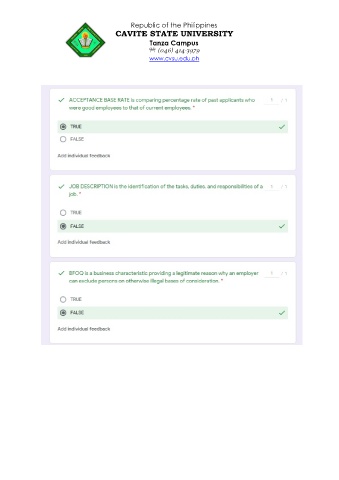 Republic of the Philippines
CAVITE STATE UNIVERSITY
Tanza Campus
☏ (046) 414-3979
www.cvsu.edu.ph
ACCEPTANCE BASE RATE is comparing percentage rate of past applicants who 1 / 1
were good employees to that of current employees. *
TRUE
FALSE
Add individual feedback
JOB DESCRIPTION is the identification of the tasks, duties, and responsibilities of a 1 / 1
job. *
TRUE
FALSE
Add individual feedback
BFOQ is a business characteristic providing a legitimate reason why an employer 1 / 1
can exclude persons on otherwise illegal bases of consideration. *
TRUE
FALSE
Add individual feedback